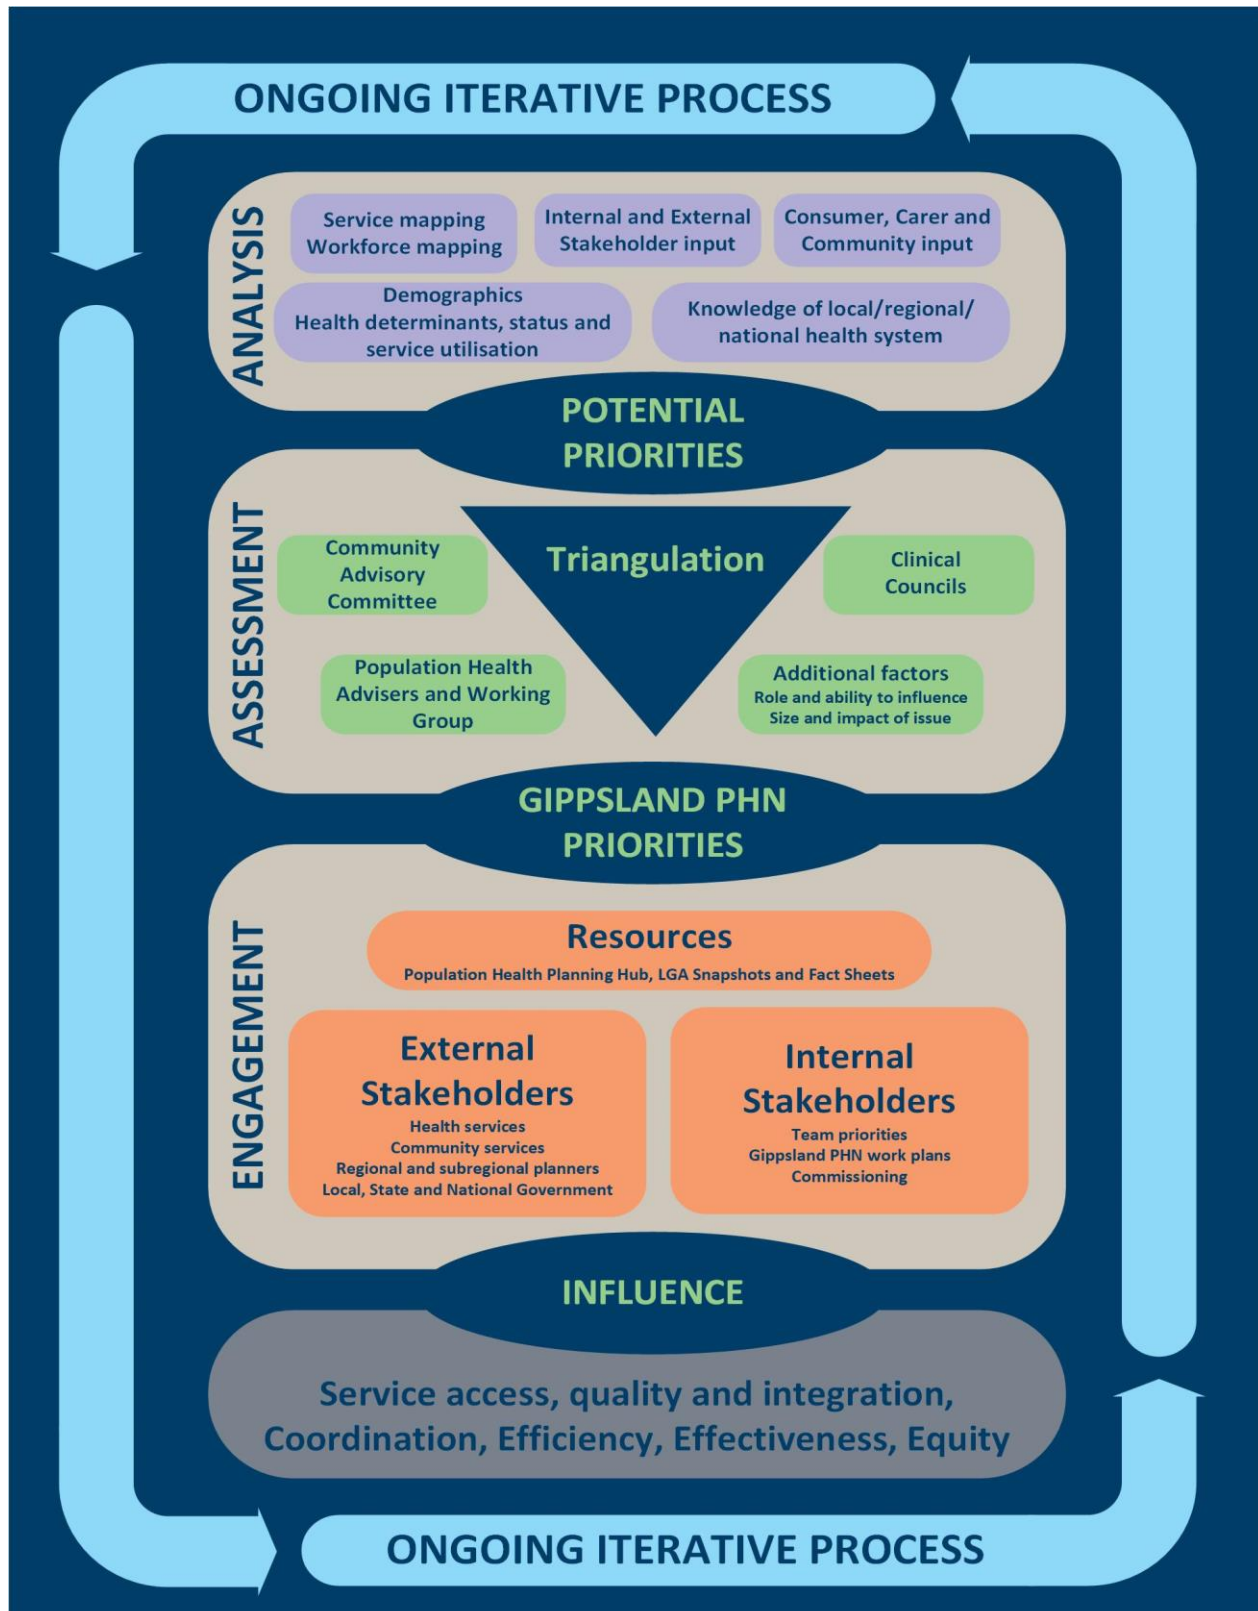 ONGOING ITERATIVE PROCESS
ANALYSIS
Service mapping
Workforce mapping
Internal and External
Stakeholder input
Consumer, Carer and
Community input
Demographics
Health determinants, status and
service utilisation
Knowledge of local/regional/
national health system
POTENTIAL
PRIORITIES
ASSESSMENT
Triangulation
Community
Advisory
Committee
Clinical
Councils
Population Health
Advisers and Working
Group
Additional factors
Role and ability to influence
Size and impact of issue
GIPPSLAND PHN
PRIORITIES
ENGAGEMENT
Resources
Population Health Planning Hub, LGA Snapshots and Fact Sheets
External
Stakeholders
Health services
Community services
Regional and subregional planners
Local, State and National Government
Internal
Stakeholders
Team priorities
Gippsland PHN work plans
Commissioning
INFLUENCE
Service access, quality and integration,
Coordination, Efficiency, Effectiveness, Equity
ONGOING ITERATIVE PROCESS